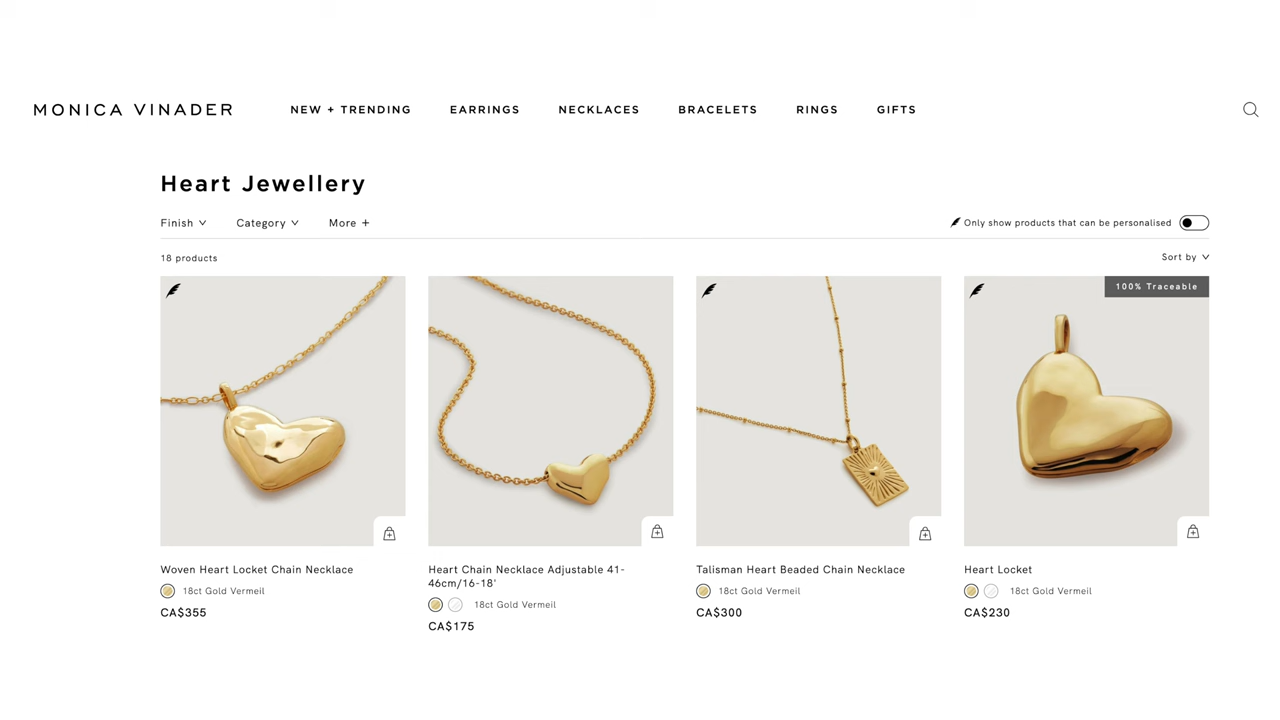 MONICA VINADER
NEW + TRENDING
EARRINGS
NECKLACES
BRACELETS
RINGS
GIFTS
Heart Jewellery
Finish
Category
More +
Only show products that can be personalised
18 products
Sort by
100% Traceable
Woven Heart Locket Chain Necklace
18ct Gold Vermeil
CA$355
Heart Chain Necklace Adjustable 41-
46cm/16-18'
18ct Gold Vermeil
CA$175
Talisman Heart Beaded Chain Necklace
18ct Gold Vermeil
CA$300
Heart Locket
18ct Gold Vermeil
CA$230